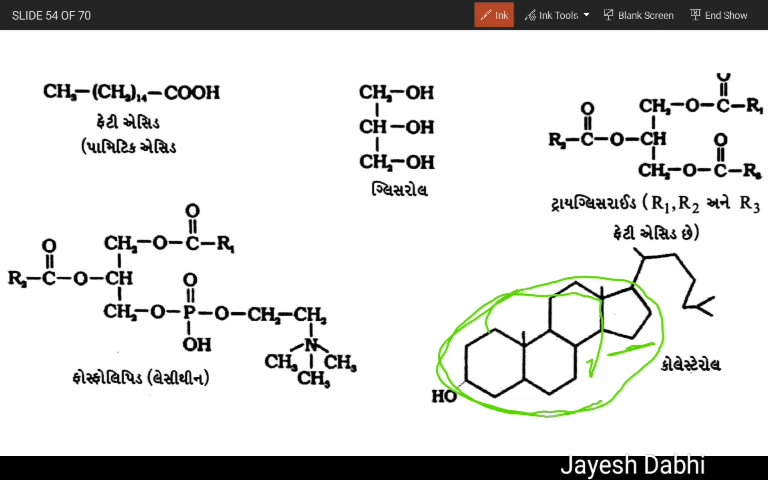 SLIDE 54 OF 70
Ink
Ink Tools
Blank Screen
End Show
CH₃–(CH₂)₁₄–COOH
ફેટી એસિડ
(પામિટિક એસિડ
CH₂–OH
CH–OH
CH₂–OH
ગ્લિસરોલ
O
CH₂–O–C–R₁
R₂–C–O–CH
O
CH₂–O–C–R₃
ટ્રાયગ્લિસરાઈડ ( R₁,R₂ અને R₃
ફેટી એસિડ છે)
O
CH₂–O–C–R₁
O
R₂–C–O–CH
O
CH₂–O–P–O–CH₂–CH₂
OH
N
CH₃
CH₃
CH₃
ફોસ્ફોલિપિડ (લેસીથીન)
HO
કોલેસ્ટેરોલ
Jayesh Dabhi